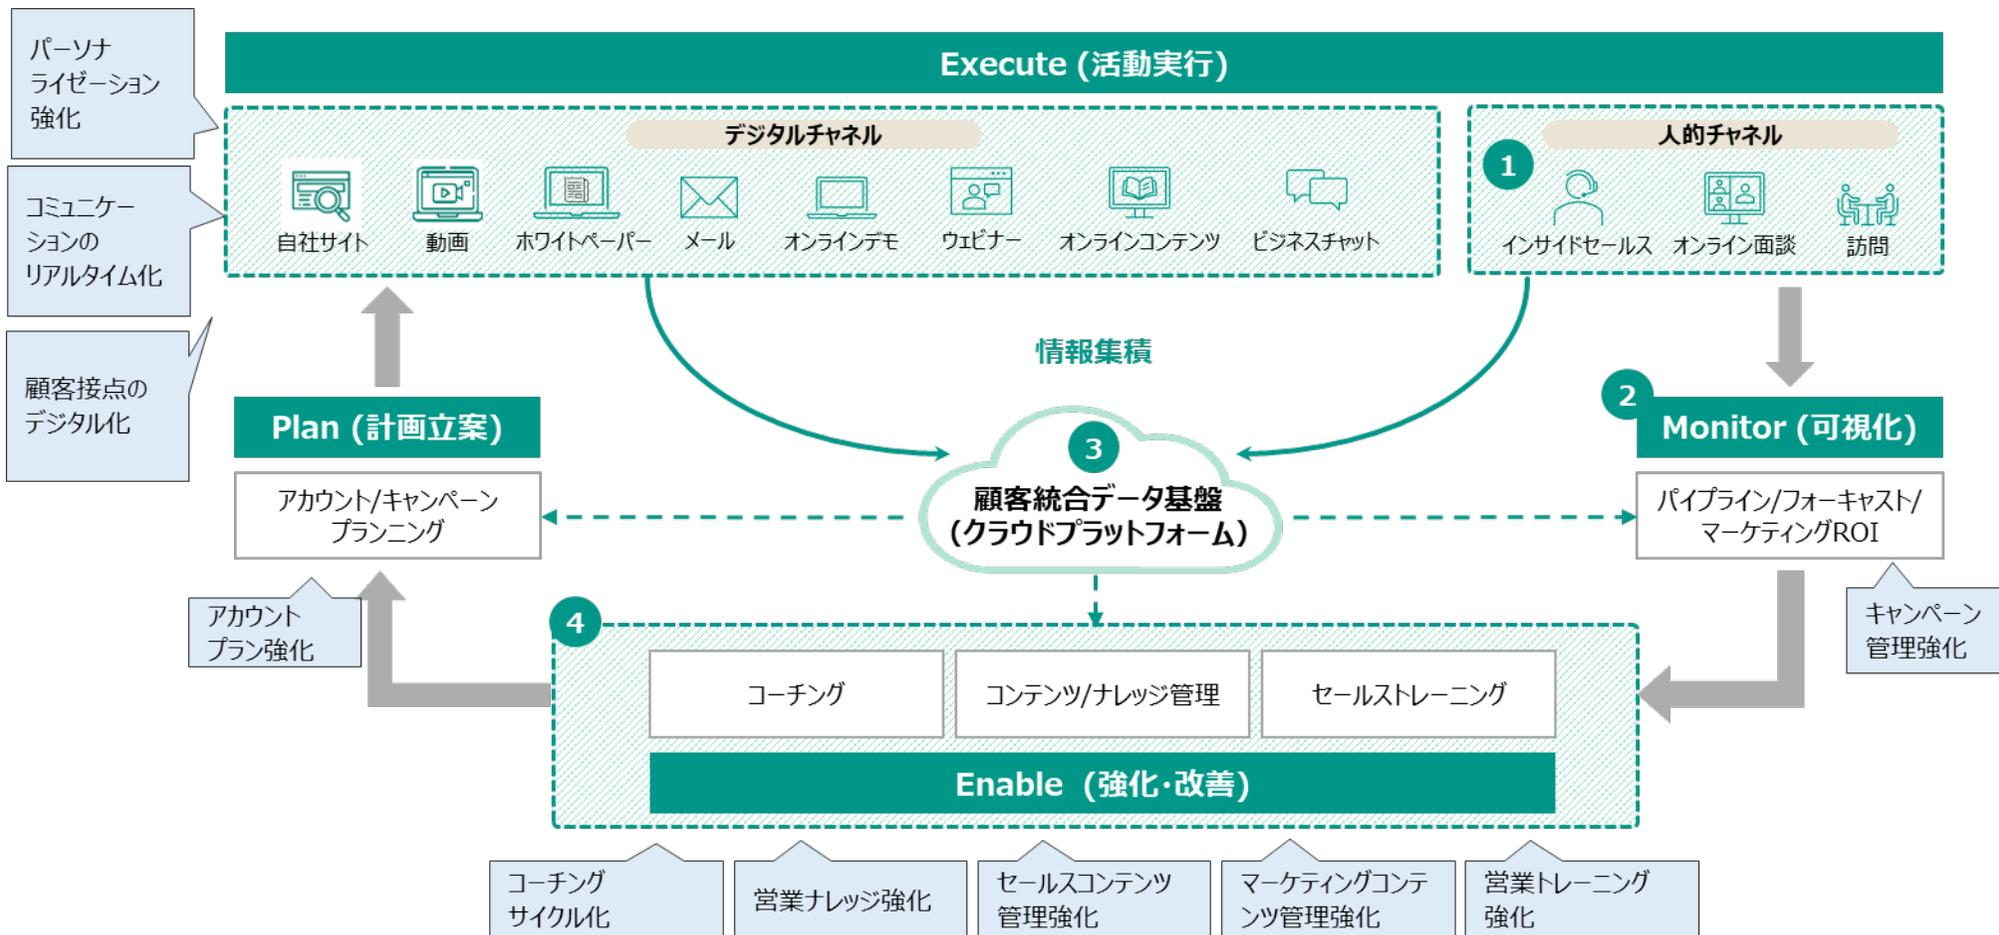 パーソナ
ライゼーション
強化
Execute (活動実行)
デジタルチャネル
人的チャネル
1
自社サイト
動画
ホワイトペーパー
メール
オンラインデモ
ウェビナー
オンラインコンテンツ
ビジネスチャット
インサイドセールス
オンライン面談
訪問
コミュニケー
ションの
リアルタイム化
顧客接点の
デジタル化
情報集積
Plan (計画立案)
アカウント/キャンペーン
プランニング
3
顧客統合データ基盤
(クラウドプラットフォーム)
2
Monitor (可視化)
パイプライン/フォーキャスト/
マーケティングROI
アカウント
プラン強化
キャンペーン
管理強化
4
コーチング
コンテンツ/ナレッジ管理
セールストレーニング
Enable (強化・改善)
コーチング
サイクル化
営業ナレッジ強化
セールスコンテンツ
管理強化
マーケティングコンテ
ンツ管理強化
営業トレーニング
強化